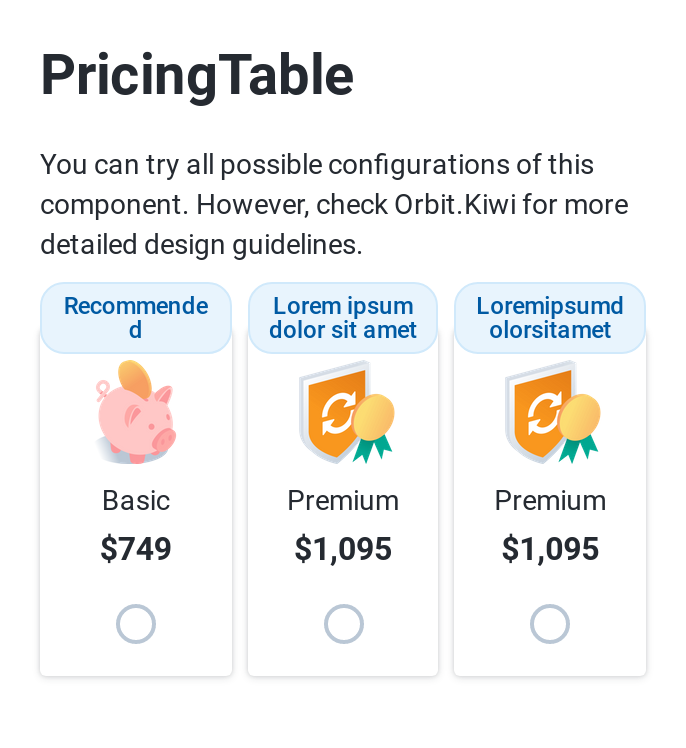 PricingTable
You can try all possible configurations of this
component. However, check Orbit.Kiwi for more
detailed design guidelines.
Recommende
d
Lorem ipsum
dolor sit amet
Loremipsumd
olorsitamet
Basic
$749
Premium
$1,095
Premium
$1,095